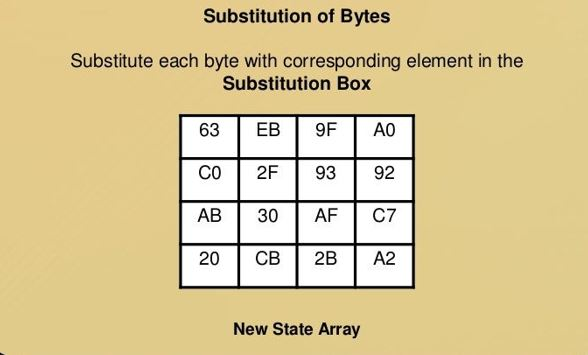 Substitution of Bytes
Substitute each byte with corresponding element in the
Substitution Box
63 EB 9F A0
C0 2F 93 92
AB 30 AF C7
20 CB 2B A2
New State Array